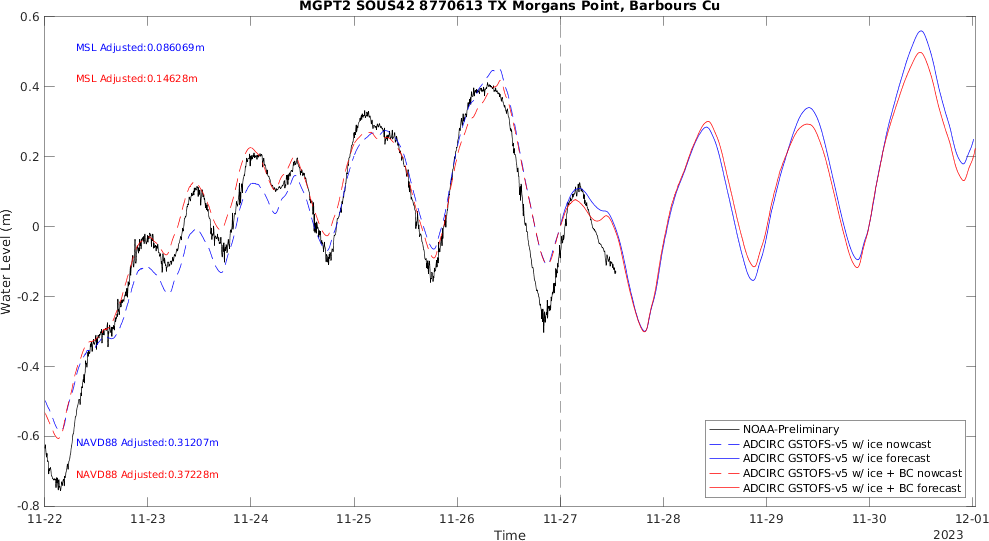 MGPT2 SOUS42 8770613 TX Morgans Point, Barbours Cu
0.6
MSL Adjusted:0.086069m
MSL Adjusted:0.14628m
0.4
0.2
0
-0.2
-0.4
-0.6
-0.8
Water Level (m)
NAVD88 Adjusted:0.31207m
NAVD88 Adjusted:0.37228m
NOAA-Preliminary
ADCIRC GSTOFS-v5 w/ ice nowcast
ADCIRC GSTOFS-v5 w/ ice forecast
ADCIRC GSTOFS-v5 w/ ice + BC nowcast
ADCIRC GSTOFS-v5 w/ ice + BC forecast
11-22 11-23 11-24 11-25 11-26 11-27 11-28 11-29 11-30 12-01
Time
2023